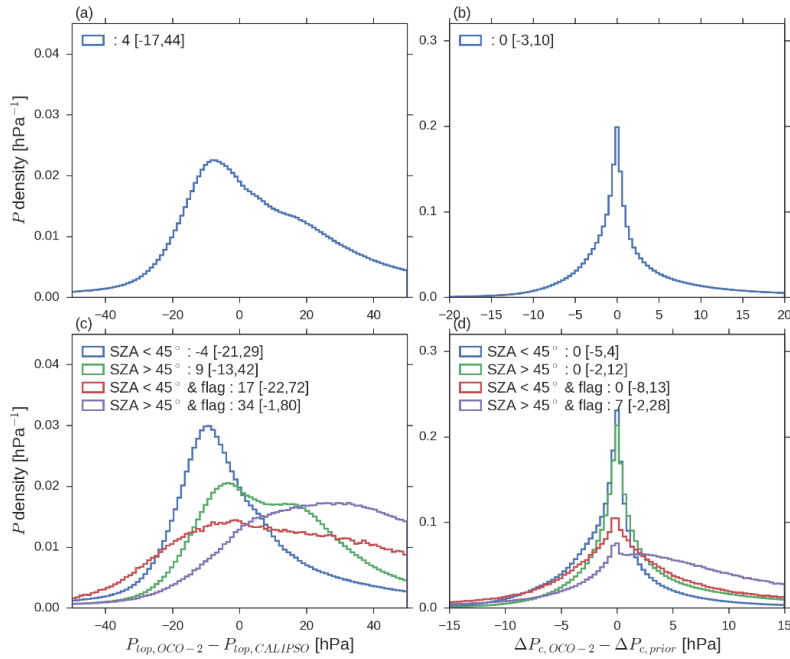 (a)
: 4 [-17,44]
P density [hPa⁻¹]
0.04
0.03
0.02
0.01
0.00
−40 −20 0 20 40
(b)
: 0 [-3,10]
0.3
0.2
0.1
0.0
−20 −15 −10 −5 0 5 10 15 20
(c)
SZA < 45° : -4 [-21,29]
SZA > 45° : 9 [-13,42]
SZA < 45° & flag : 17 [-22,72]
SZA > 45° & flag : 34 [-1,80]
P density [hPa⁻¹]
0.04
0.03
0.02
0.01
0.00
−40 −20 0 20 40
P_top,OCO−2 − P_top,CALIPSO [hPa]
(d)
SZA < 45° : 0 [-5,4]
SZA > 45° : 0 [-2,12]
SZA < 45° & flag : 0 [-8,13]
SZA > 45° & flag : 7 [-2,28]
0.3
0.2
0.1
0.0
−15 −10 −5 0 5 10 15
ΔP_c,OCO−2 − ΔP_c,prior [hPa]